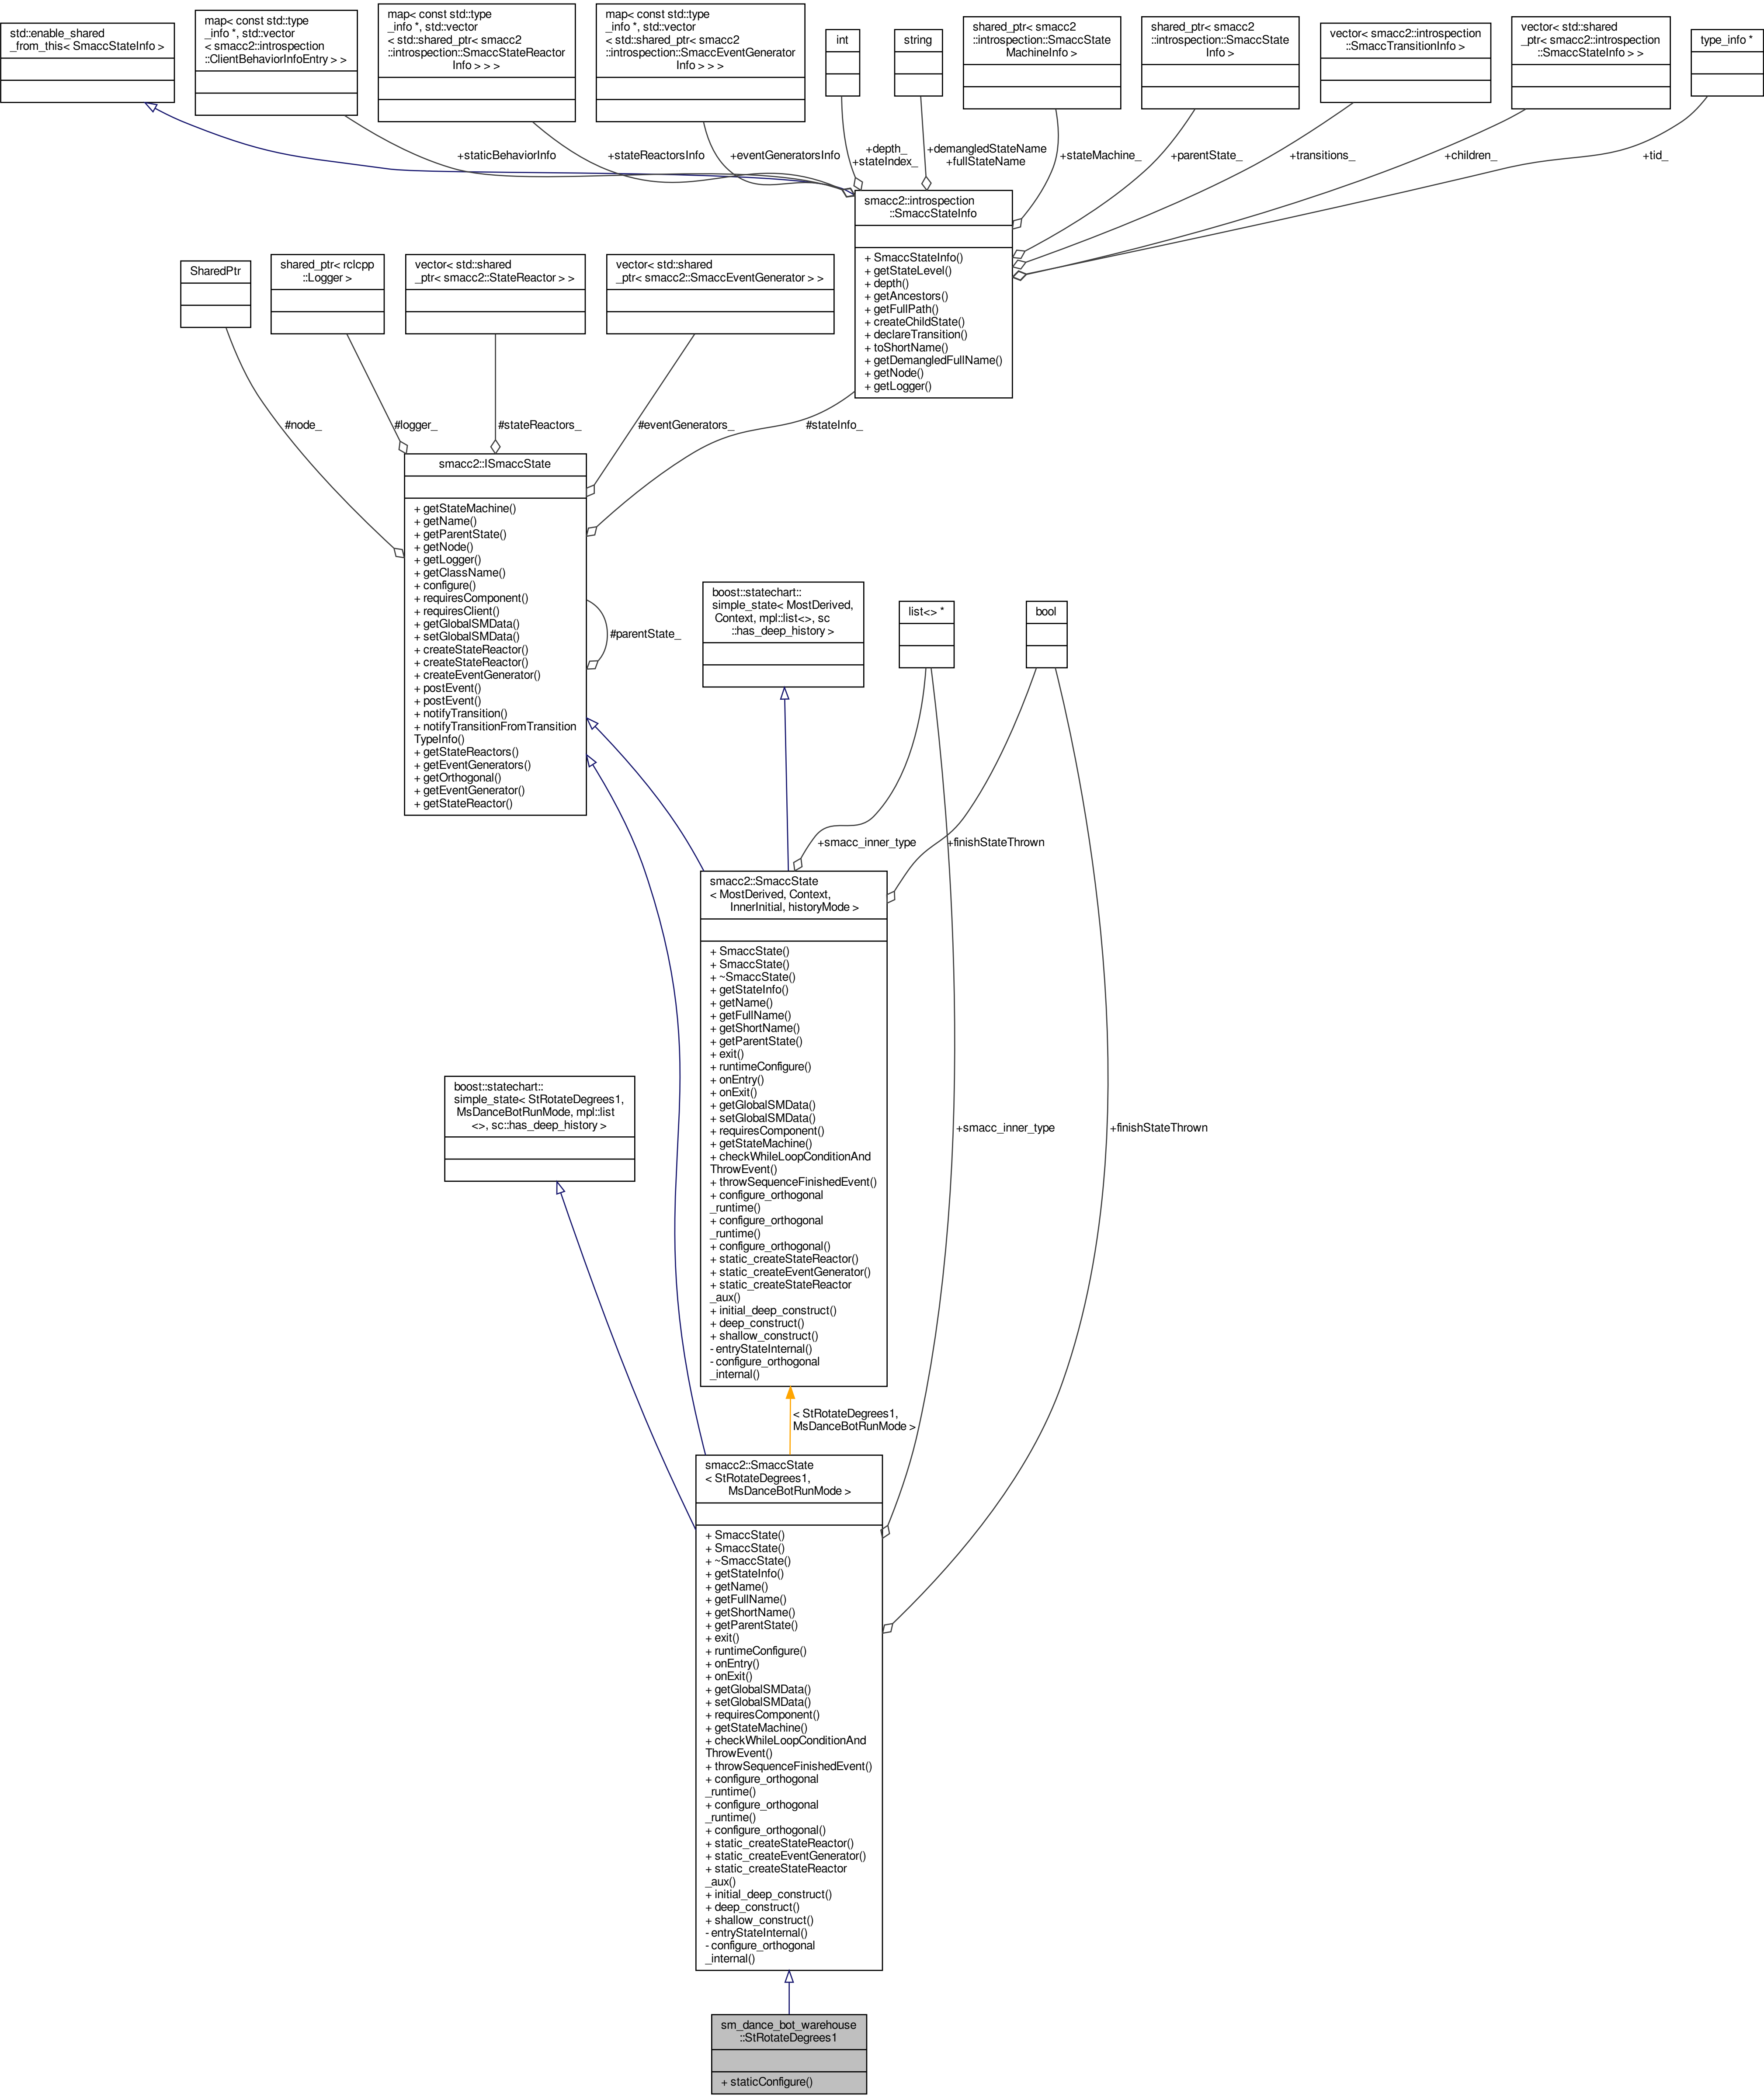 std::enable_shared
_from_this< SmaccStateInfo >
map< const std::type
_info *, std::vector
< smacc2::introspection
::ClientBehaviorInfoEntry > >
map< const std::type
_info *, std::vector
< std::shared_ptr< smacc2
::introspection::SmaccStateReactor
Info > > >
map< const std::type
_info *, std::vector
< std::shared_ptr< smacc2
::introspection::SmaccEventGenerator
Info > > >
int
string
shared_ptr< smacc2
::introspection::SmaccState
MachineInfo >
shared_ptr< smacc2
::introspection::SmaccState
Info >
vector< smacc2::introspection
::SmaccTransitionInfo >
vector< std::shared
_ptr< smacc2::introspection
::SmaccStateInfo > >
type_info *
+staticBehaviorInfo
+stateReactorsInfo
+eventGeneratorsInfo
+depth_
+stateIndex_
+demangledStateName
+fullStateName
+stateMachine_
+parentState_
+transitions_
+children_
+tid_
smacc2::introspection
::SmaccStateInfo
+ SmaccStateInfo()
+ getStateLevel()
+ depth()
+ getAncestors()
+ getFullPath()
+ createChildState()
+ declareTransition()
+ toShortName()
+ getDemangledFullName()
+ getNode()
+ getLogger()
SharedPtr
shared_ptr< rclcpp
::Logger >
vector< std::shared
_ptr< smacc2::StateReactor > >
vector< std::shared
_ptr< smacc2::SmaccEventGenerator > >
#node_
#logger_
#stateReactors_
#eventGenerators_
#stateInfo_
smacc2::ISmaccState
+ getStateMachine()
+ getName()
+ getParentState()
+ getNode()
+ getLogger()
+ getClassName()
+ configure()
+ requiresComponent()
+ requiresClient()
+ getGlobalSMData()
+ setGlobalSMData()
+ createStateReactor()
+ createStateReactor()
+ createEventGenerator()
+ postEvent()
+ postEvent()
+ notifyTransition()
+ notifyTransitionFromTransition
TypeInfo()
+ getStateReactors()
+ getEventGenerators()
+ getOrthogonal()
+ getEventGenerator()
+ getStateReactor()
#parentState_
boost::statechart::
simple_state< MostDerived,
Context, mpl::list<>, sc
::has_deep_history >
list<> *
bool
+smacc_inner_type
+finishStateThrown
smacc2::SmaccState
< MostDerived, Context,
InnerInitial, historyMode >
+ SmaccState()
+ SmaccState()
+ ~SmaccState()
+ getStateInfo()
+ getName()
+ getFullName()
+ getShortName()
+ getParentState()
+ exit()
+ runtimeConfigure()
+ onEntry()
+ onExit()
+ getGlobalSMData()
+ setGlobalSMData()
+ requiresComponent()
+ getStateMachine()
+ checkWhileLoopConditionAnd
ThrowEvent()
+ throwSequenceFinishedEvent()
+ configure_orthogonal
_runtime()
+ configure_orthogonal
_runtime()
+ configure_orthogonal()
+ static_createStateReactor()
+ static_createEventGenerator()
+ static_createStateReactor
_aux()
+ initial_deep_construct()
+ deep_construct()
+ shallow_construct()
- entryStateInternal()
- configure_orthogonal
_internal()
boost::statechart::
simple_state< StRotateDegrees1,
MsDanceBotRunMode, mpl::list
<>, sc::has_deep_history >
+smacc_inner_type
+finishStateThrown
< StRotateDegrees1,
MsDanceBotRunMode >
smacc2::SmaccState
< StRotateDegrees1,
MsDanceBotRunMode >
+ SmaccState()
+ SmaccState()
+ ~SmaccState()
+ getStateInfo()
+ getName()
+ getFullName()
+ getShortName()
+ getParentState()
+ exit()
+ runtimeConfigure()
+ onEntry()
+ onExit()
+ getGlobalSMData()
+ setGlobalSMData()
+ requiresComponent()
+ getStateMachine()
+ checkWhileLoopConditionAnd
ThrowEvent()
+ throwSequenceFinishedEvent()
+ configure_orthogonal
_runtime()
+ configure_orthogonal
_runtime()
+ configure_orthogonal()
+ static_createStateReactor()
+ static_createEventGenerator()
+ static_createStateReactor
_aux()
+ initial_deep_construct()
+ deep_construct()
+ shallow_construct()
- entryStateInternal()
- configure_orthogonal
_internal()
sm_dance_bot_warehouse
::StRotateDegrees1
+ staticConfigure()